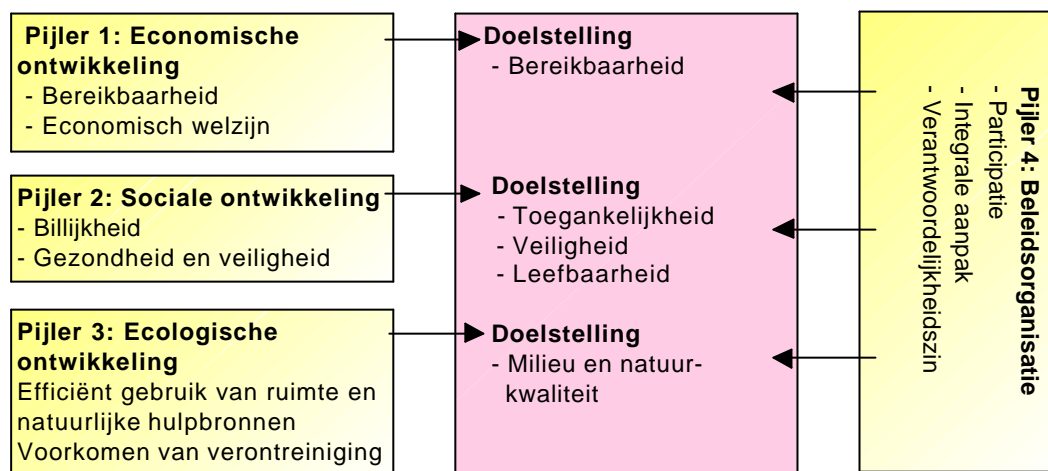 Pijler 1: Economische
ontwikkeling
- Bereikbaarheid
- Economisch welzijn
Pijler 2: Sociale ontwikkeling
- Billijkheid
- Gezondheid en veiligheid
Pijler 3: Ecologische
ontwikkeling
Efficiënt gebruik van ruimte en
natuurlijke hulpbronnen
Voorkomen van verontreiniging
Doelstelling
- Bereikbaarheid
Doelstelling
- Toegankelijkheid
- Veiligheid
- Leefbaarheid
Doelstelling
- Milieu en natuur-
kwaliteit
Pijler 4: Beleidsorganisatie
- Participatie
- Integrale aanpak
- Verantwoordelijkheidszin